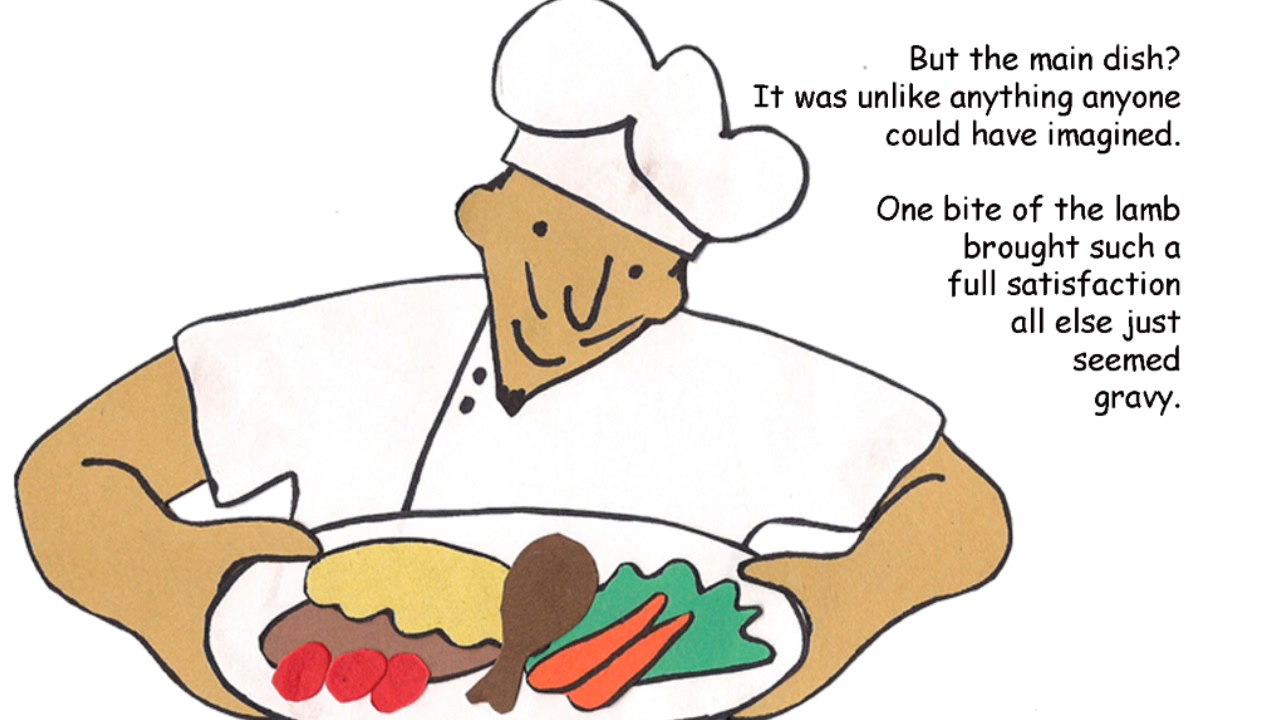 But the main dish?
It was unlike anything anyone
could have imagined.
One bite of the lamb
brought such a
full satisfaction
all else just
seemed
gravy.